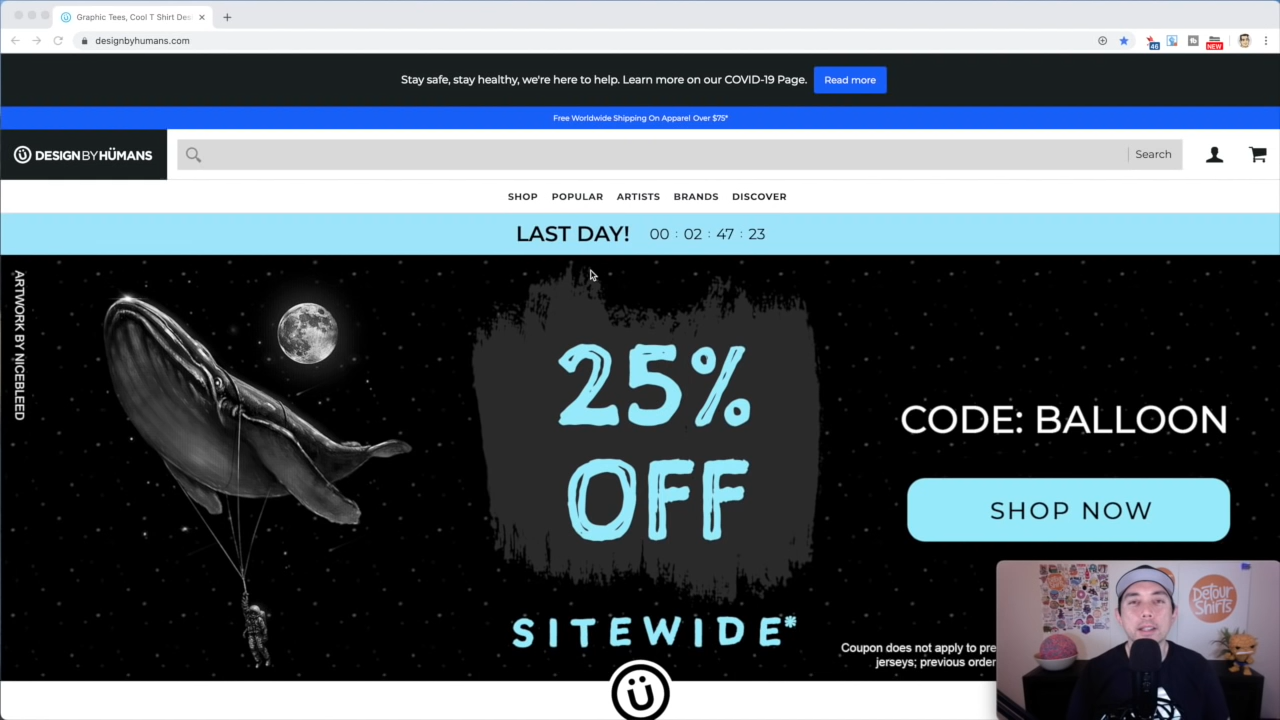 Graphic Tees, Cool T Shirt Des
designbyhumans.com
46
NEW
Stay safe, stay healthy, we're here to help. Learn more on our COVID-19 Page.
Read more
Free Worldwide Shipping On Apparel Over $75*
DESIGNBYHÜMANS
Search
SHOP
POPULAR
ARTISTS
BRANDS
DISCOVER
LAST DAY!
00 : 02 : 47 : 23
ARTWORK BY NICEBLEED
25%
OFF
SITEWIDE*
CODE: BALLOON
SHOP NOW
Coupon does not apply to pre
jerseys; previous order
DETOUR
SHIRTS
ü